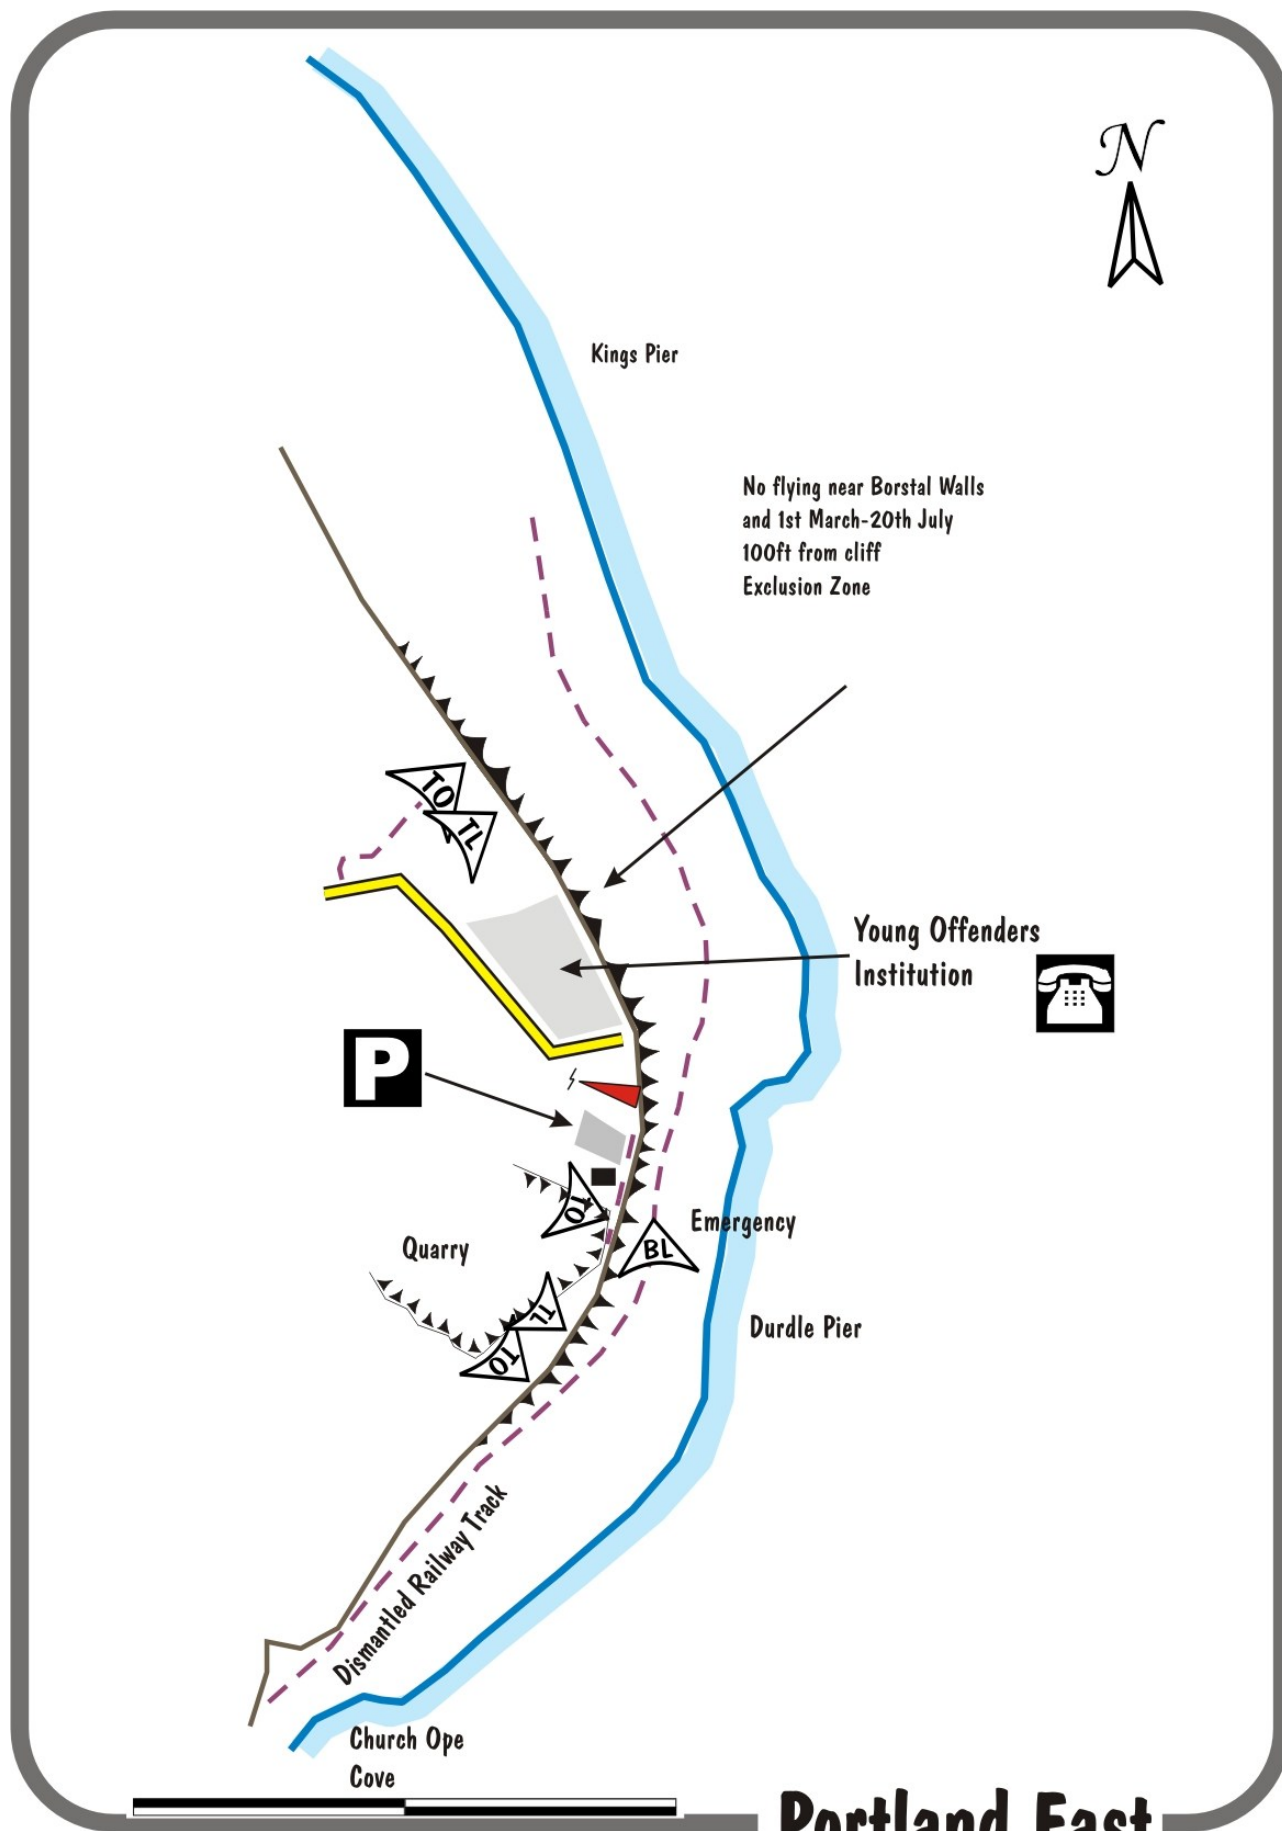 N
Kings Pier
No flying near Borstal Walls
and 1st March-20th July
100ft from cliff
Exclusion Zone
TO
TL
Young Offenders
Institution
P
TO
Emergency
BL
Quarry
TL
Durdle Pier
TO
Dismantled Railway Track
Church Ope
Cove
Portland East